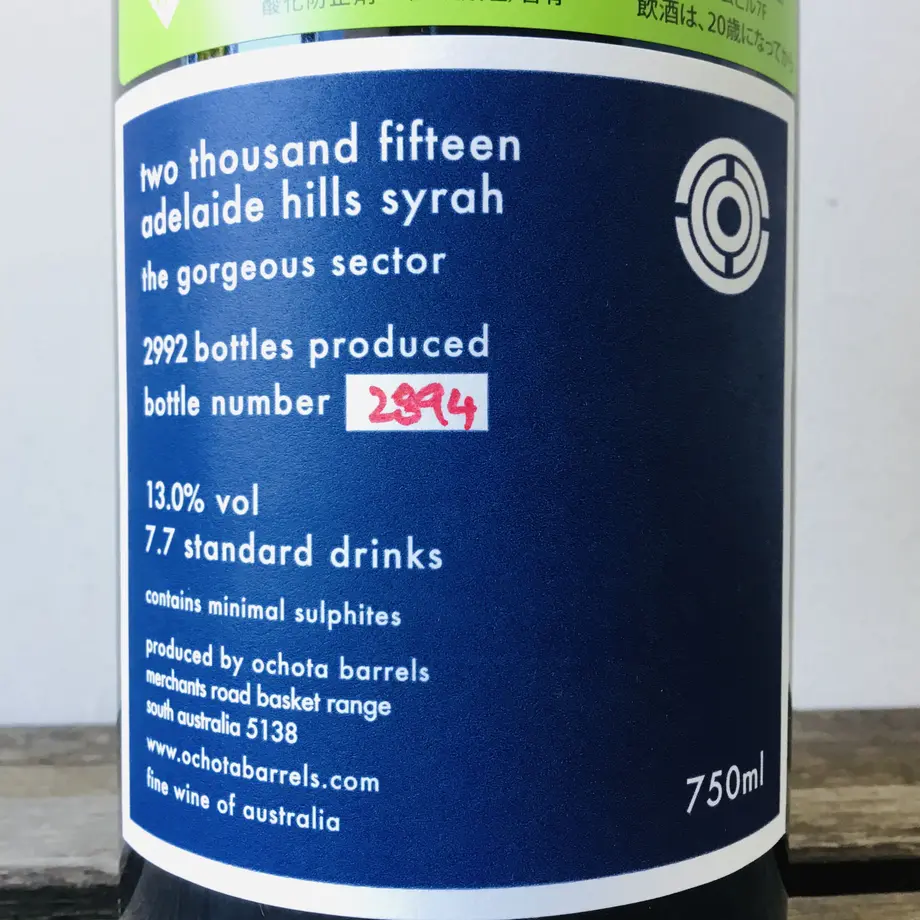 飲酒は、20歳になってから
two thousand fifteen
adelaide hills syrah
the gorgeous sector
2992 bottles produced
bottle number 2894
13.0% vol
7.7 standard drinks
contains minimal sulphites
produced by ochota barrels
merchants road basket range
south australia 5138
www.ochotabarrels.com
fine wine of australia
750ml